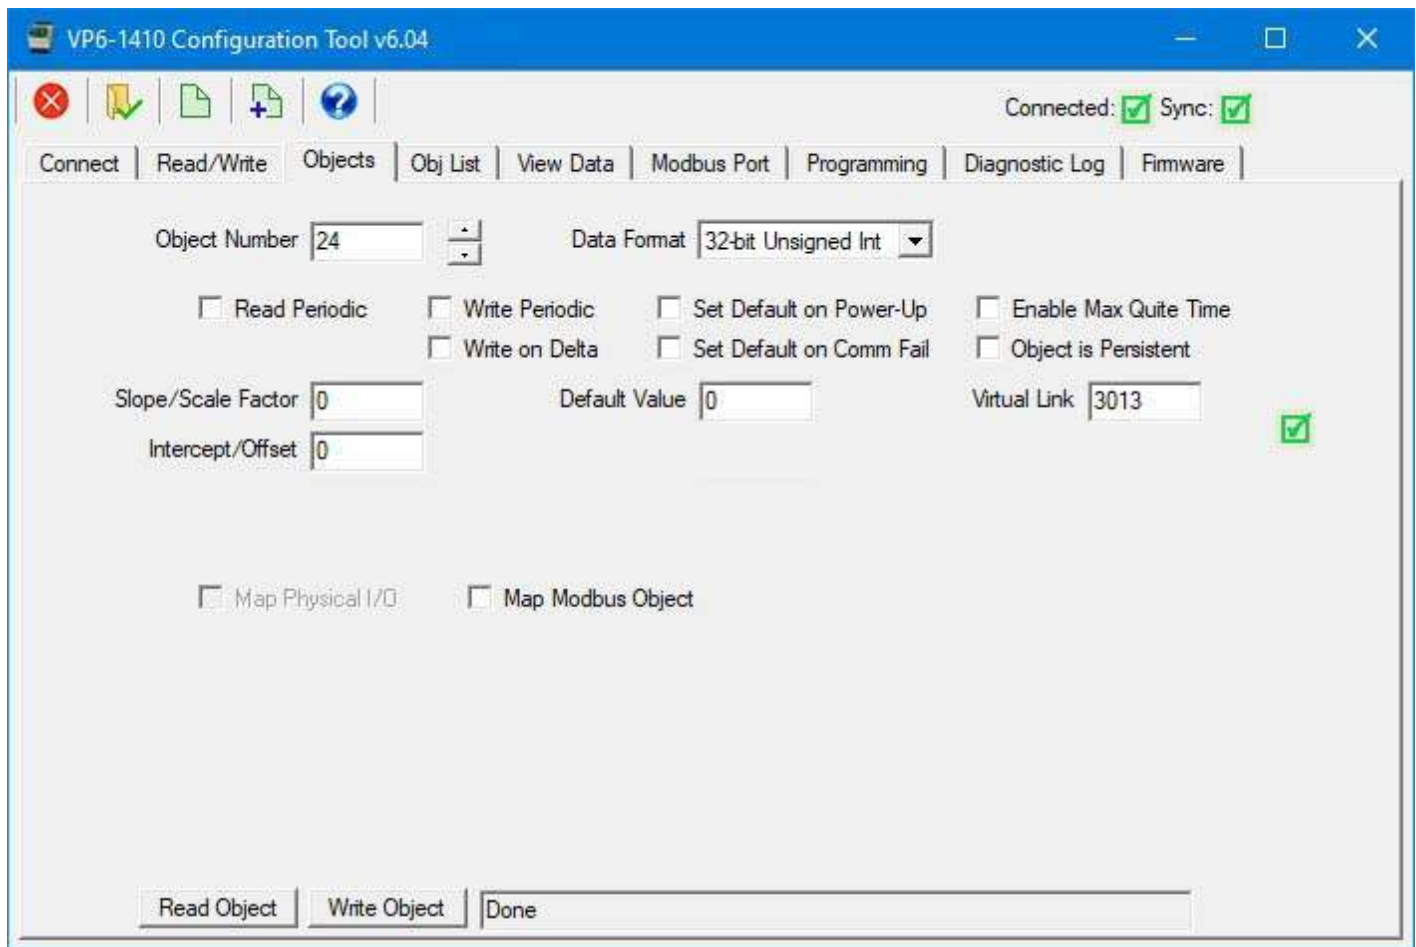 VP6-1410 Configuration Tool v6.04
Connected: Sync:
Connect Read/Write Objects Obj List View Data Modbus Port Programming Diagnostic Log Firmware
Object Number 24 Data Format 32-bit Unsigned Int
Read Periodic Write Periodic Set Default on Power-Up Enable Max Quite Time
Write on Delta Set Default on Comm Fail Object is Persistent
Slope/Scale Factor 0 Default Value 0 Virtual Link 3013
Intercept/Offset 0
Map Physical I/O Map Modbus Object
Read Object Write Object Done